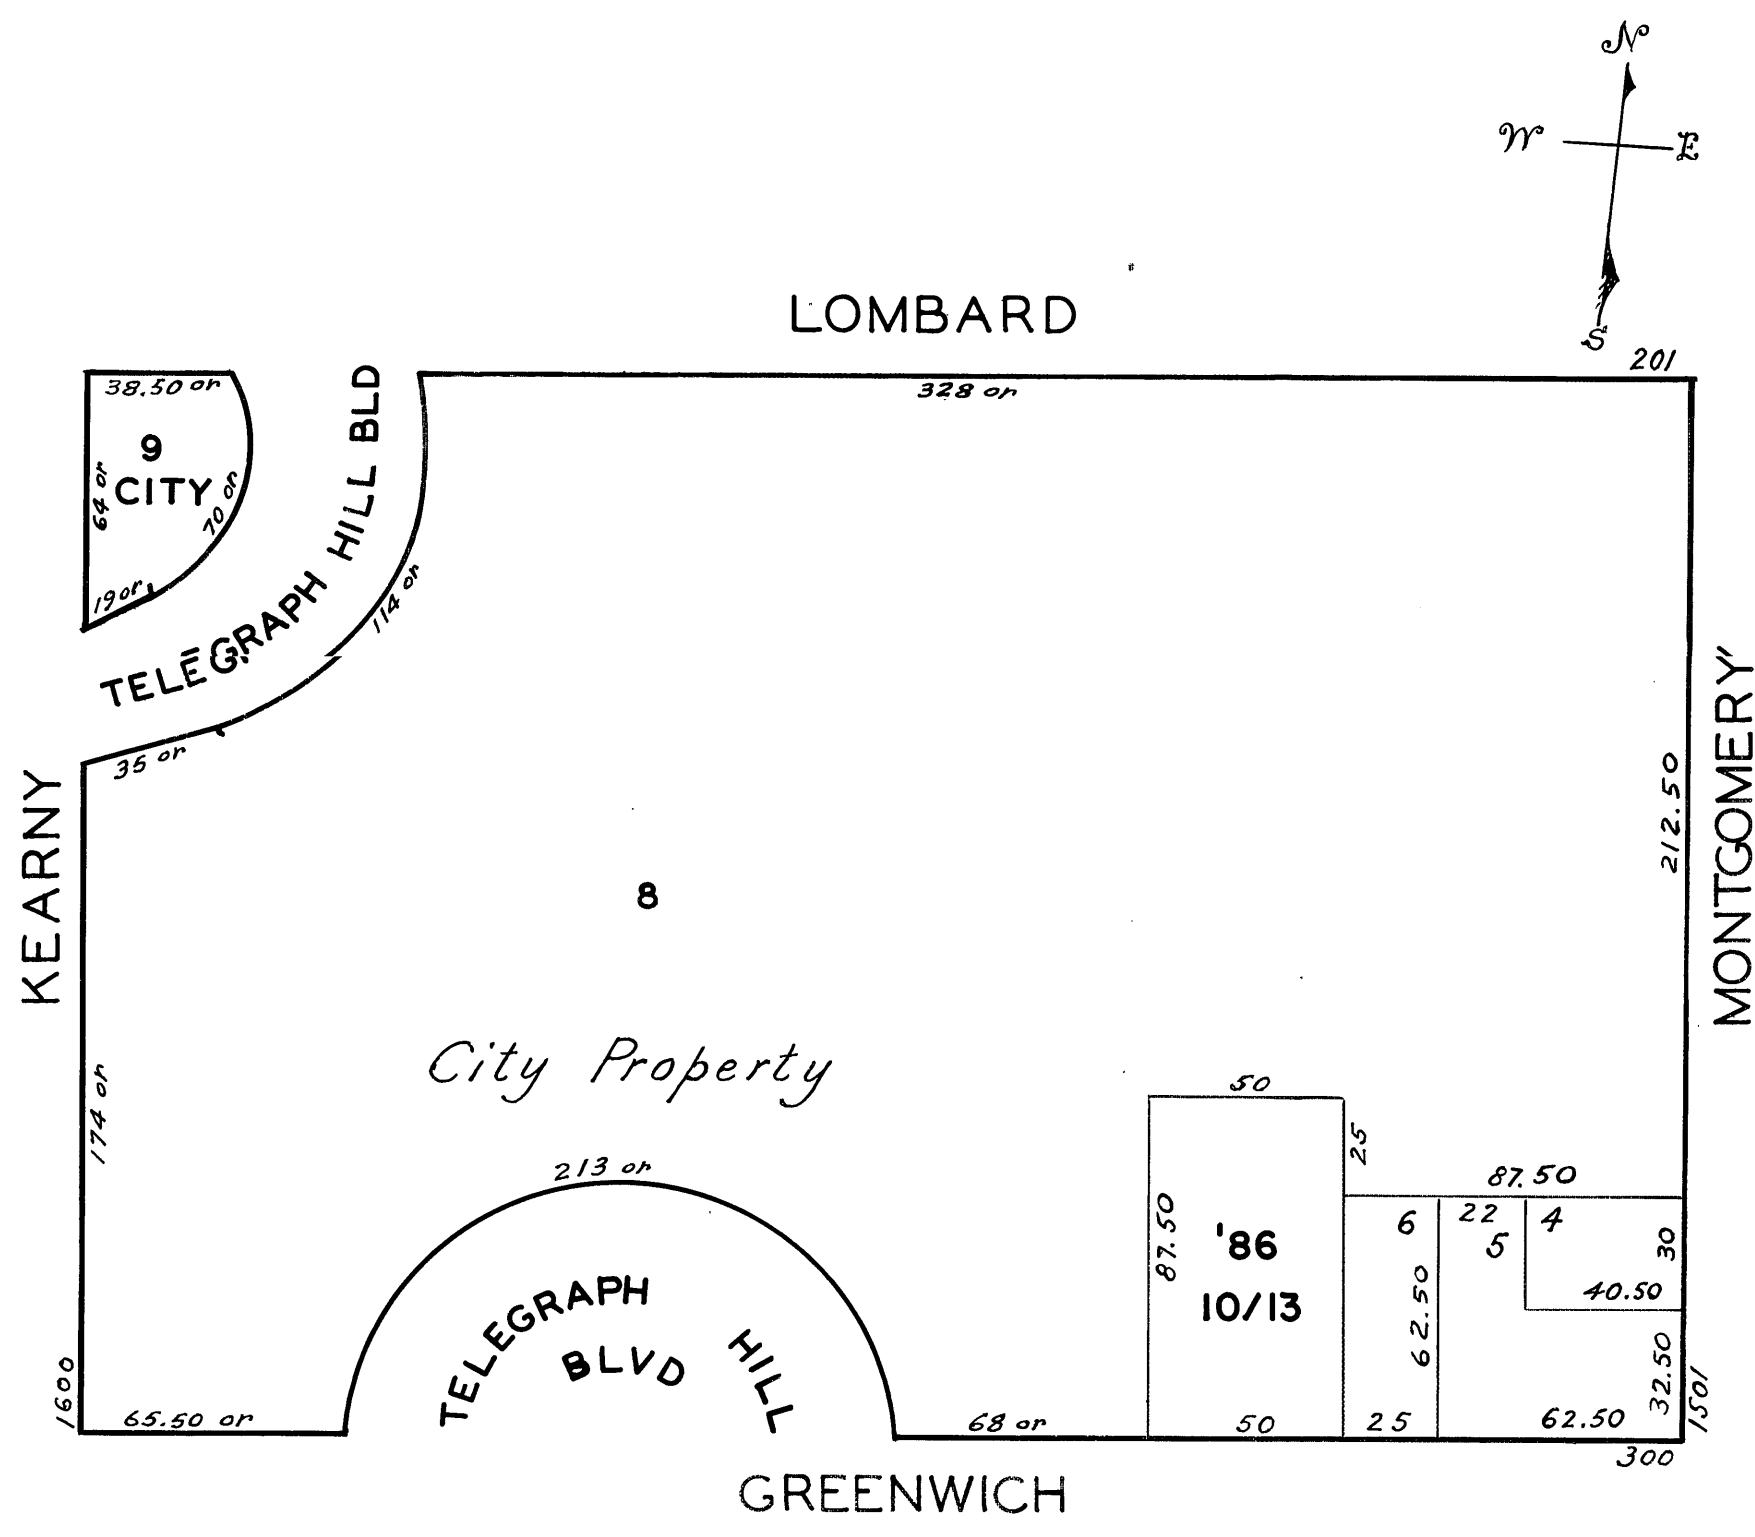 N
W E
S
LOMBARD
201
38.50 or
328 or
9
CITY
64 or
70 or
19 or
TELEGRAPH HILL BLD
114 or
35 or
KEARNY
MONTGOMERY
212.50
8
City Property
174 or
213 or
TELEGRAPH HILL
BLVD
50
25
87.50
87.50
'86
10/13
6
22
5
4
30
40.50
62.50
32.50
1600
65.50 or
68 or
50
25
62.50
1501
300
GREENWICH